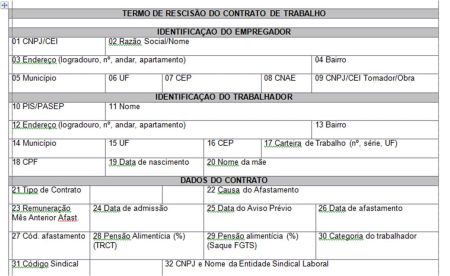 TERMO DE RESCISÃO DO CONTRATO DE TRABALHO
IDENTIFICAÇAO DO EMPREGADOR
01 CNPJ/CEI 02 Razão Social/Nome
03 Endereço (logradouro, nº, andar, apartamento) 04 Bairro
05 Município 06 UF 07 CEP 08 CNAE 09 CNPJ/CEI Tomador/Obra
IDENTIFICAÇAO DO TRABALHADOR
10 PIS/PASEP 11 Nome
12 Endereço (logradouro, nº, andar, apartamento) 13 Bairro
14 Município 15 UF 16 CEP 17 Carteira de Trabalho (nº, série, UF)
18 CPF 19 Data de nascimento 20 Nome da mãe
DADOS DO CONTRATO
21 Tipo de Contrato 22 Causa do Afastamento
23 Remuneração 24 Data de admissão 25 Data do Aviso Prévio 26 Data de afastamento
Mês Anterior Afast.
27 Cód. afastamento 28 Pensão Alimentícia (%) 29 Pensão alimentícia (%) 30 Categoria do trabalhador
(TRCT) (Saque FGTS)
31 Código Sindical 32 CNPJ e Nome da Entidade Sindical Laboral